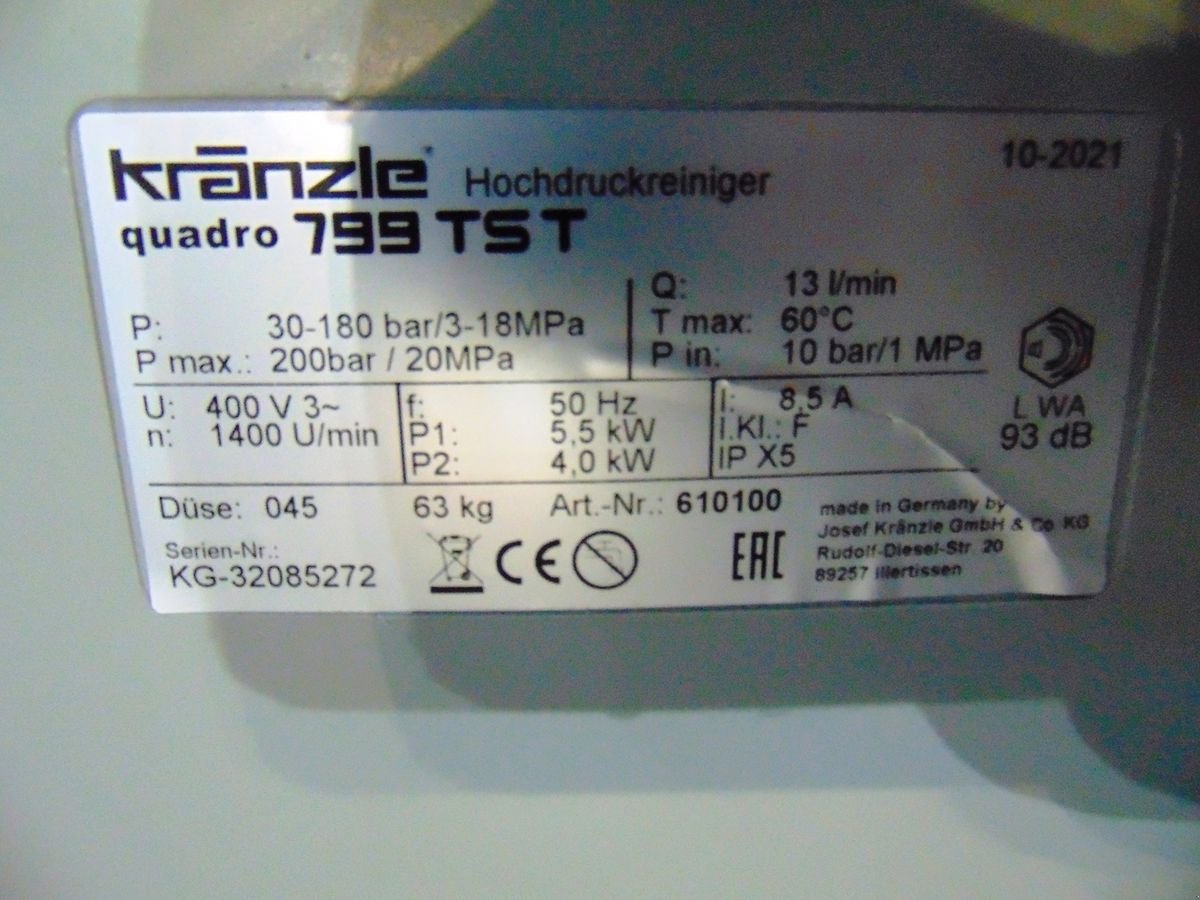 kränzle Hochdruckreiniger 10-2021
quadro 799 TS T
P: 30-180 bar/3-18MPa
P max.: 200bar / 20MPa
Q: 13 l/min
T max: 60°C
P in: 10 bar/1 MPa
U: 400 V 3~
n: 1400 U/min
f: 50 Hz
P1: 5,5 kW
P2: 4,0 kW
I: 8,5 A
I.Kl.: F
IP X5
L WA
93 dB
Düse: 045 63 kg Art.-Nr.: 610100
Serien-Nr.:
KG-32085272
CE
EAC
made in Germany by
Josef Kränzle GmbH & Co. KG
Rudolf-Diesel-Str. 20
89257 Illertissen